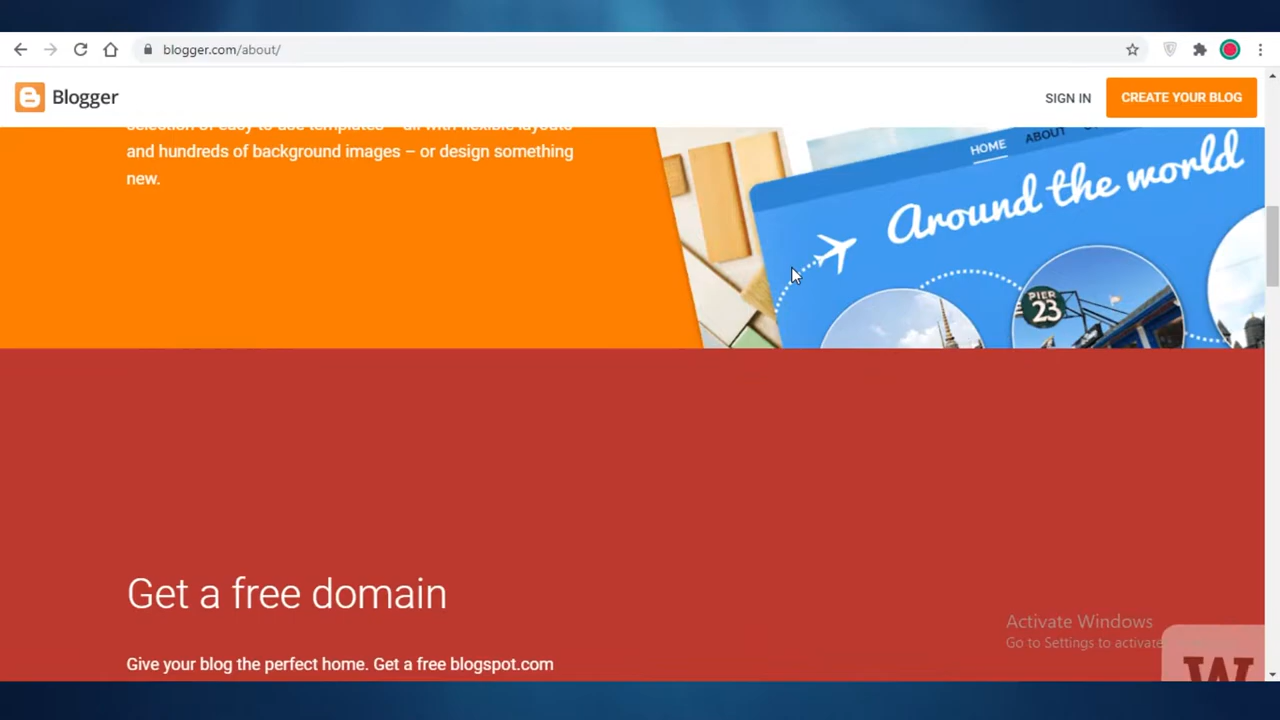 blogger.com/about/
Blogger
SIGN IN
CREATE YOUR BLOG
selection of easy-to-use templates – all with flexible layouts
and hundreds of background images – or design something
new.
HOME
ABOUT
Around the world
PIER
23
Get a free domain
Activate Windows
Go to Settings to activate
Give your blog the perfect home. Get a free blogspot.com
W